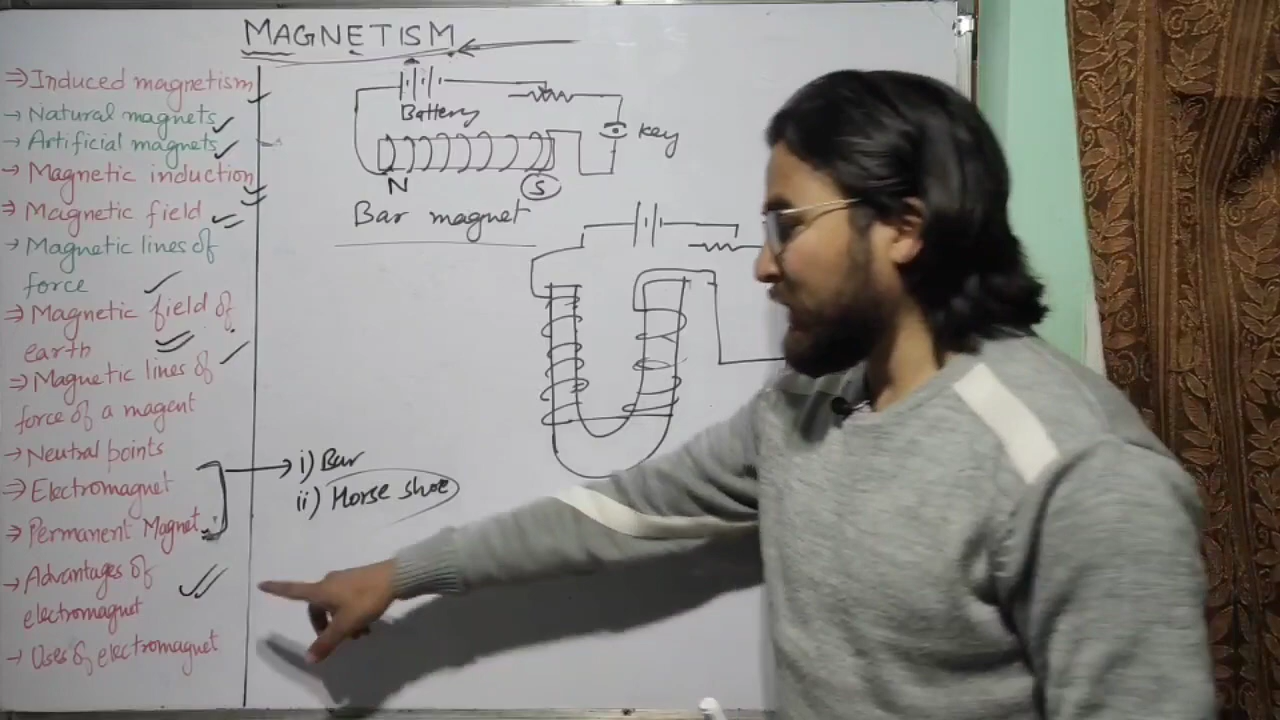 MAGNETISM
⇒ Induced magnetism
→ Natural magnets
→ Artificial magnets
→ Magnetic induction
⇒ Magnetic field
→ Magnetic lines of
force
⇒ Magnetic field of
earth
⇒ Magnetic lines of
force of a magent
→ Neutral points
⇒ Electromagnet
⇒ Permanent Magnet
→ Advantages of
electromagnet
→ Uses of electromagnet
Battery
Key
N S
Bar magnet
i) Bar
ii) Horse shoe